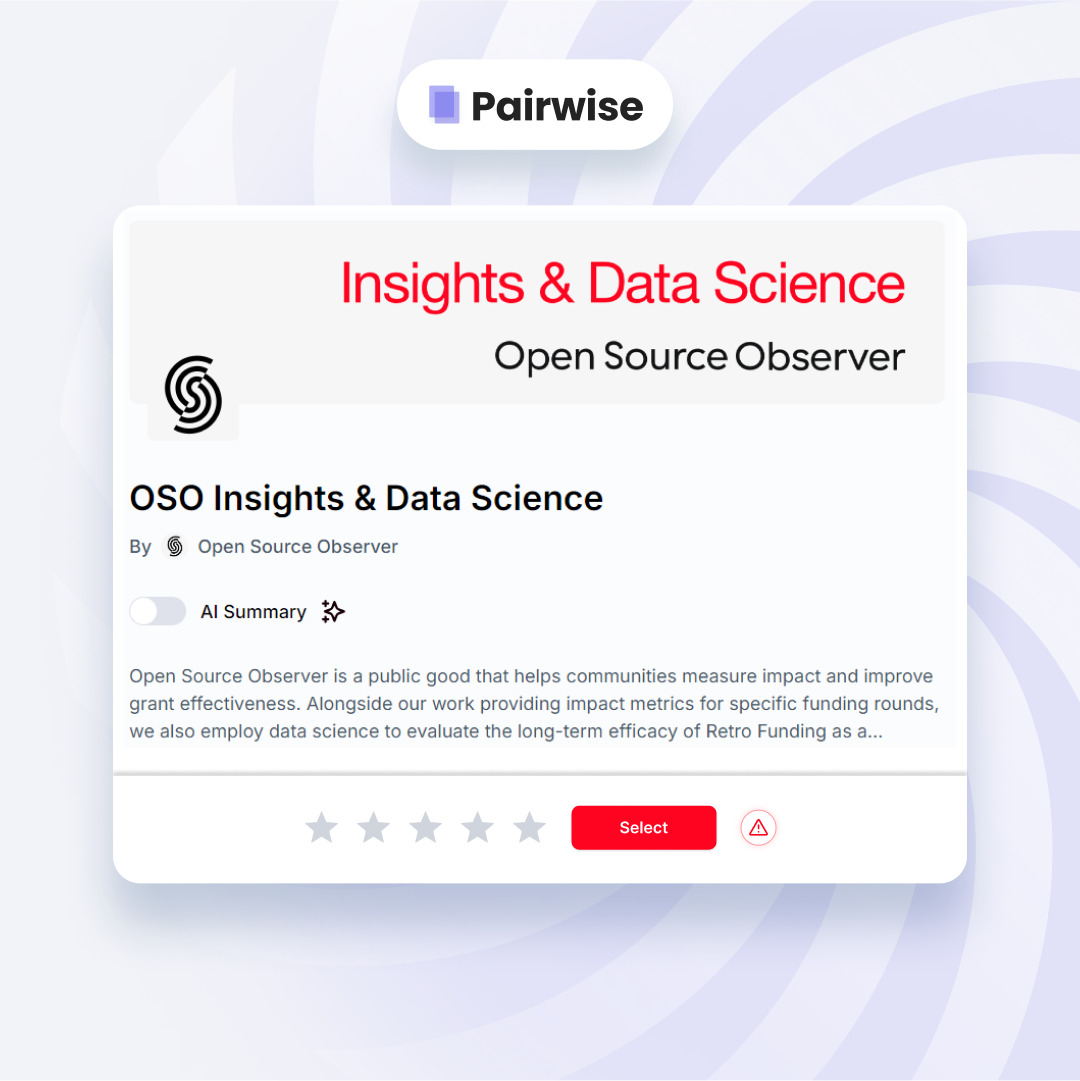 Pairwise
Insights & Data Science
Open Source Observer
OSO Insights & Data Science
By Open Source Observer
AI Summary
Open Source Observer is a public good that helps communities measure impact and improve
grant effectiveness. Alongside our work providing impact metrics for specific funding rounds,
we also employ data science to evaluate the long-term efficacy of Retro Funding as a...
Select